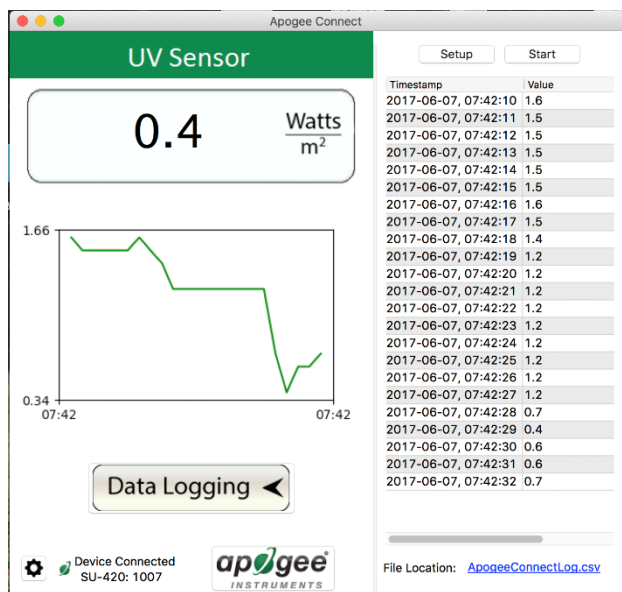 Apogee Connect
UV Sensor
0.4
Watts
m²
1.66
0.34
07:42
07:42
Data Logging
Device Connected
SU-420: 1007
apogee
INSTRUMENTS
Setup
Start
Timestamp Value
2017-06-07, 07:42:10 1.6
2017-06-07, 07:42:11 1.5
2017-06-07, 07:42:12 1.5
2017-06-07, 07:42:13 1.5
2017-06-07, 07:42:14 1.5
2017-06-07, 07:42:15 1.5
2017-06-07, 07:42:16 1.6
2017-06-07, 07:42:17 1.5
2017-06-07, 07:42:18 1.4
2017-06-07, 07:42:19 1.2
2017-06-07, 07:42:20 1.2
2017-06-07, 07:42:21 1.2
2017-06-07, 07:42:22 1.2
2017-06-07, 07:42:23 1.2
2017-06-07, 07:42:24 1.2
2017-06-07, 07:42:25 1.2
2017-06-07, 07:42:26 1.2
2017-06-07, 07:42:27 1.2
2017-06-07, 07:42:28 0.7
2017-06-07, 07:42:29 0.4
2017-06-07, 07:42:30 0.6
2017-06-07, 07:42:31 0.6
2017-06-07, 07:42:32 0.7
File Location: ApogeeConnectLog.csv